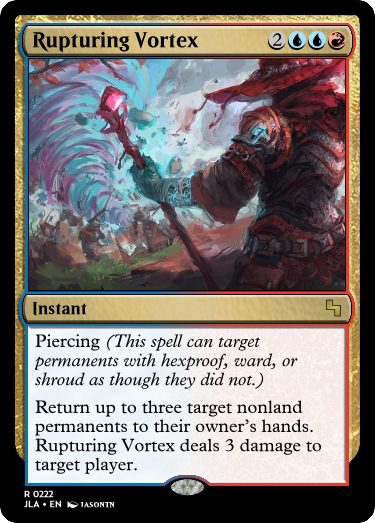 Rupturing Vortex 2
Instant
Piercing (This spell can target
permanents with hexproof, ward, or
shroud as though they did not.)
Return up to three target nonland
permanents to their owner's hands.
Rupturing Vortex deals 3 damage to
target player.
R 0222
JLA • EN JASONTN